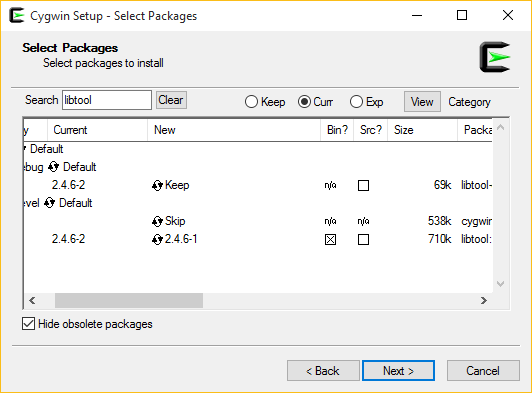 Cygwin Setup - Select Packages
Select Packages
Select packages to install
Search libtool Clear Keep Curr Exp View Category
y Current New Bin? Src? Size Packa
Default
ebug Default
2.4.6-2 Keep n/a 69k libtool-
evel Default
Skip n/a n/a 538k cygwin
2.4.6-2 2.4.6-1 710k libtool:
Hide obsolete packages
< Back Next > Cancel